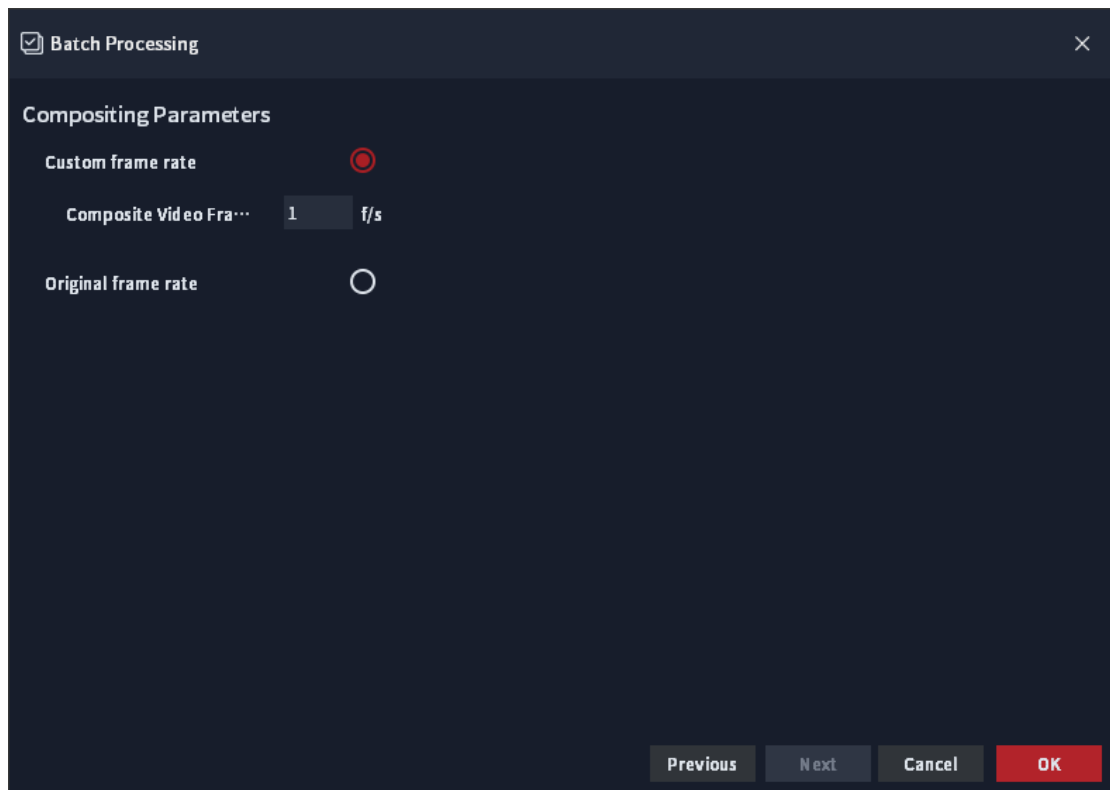 Batch Processing
Compositing Parameters
Custom frame rate
Composite Video Fra··· 1 f/s
Original frame rate
Previous Next Cancel OK